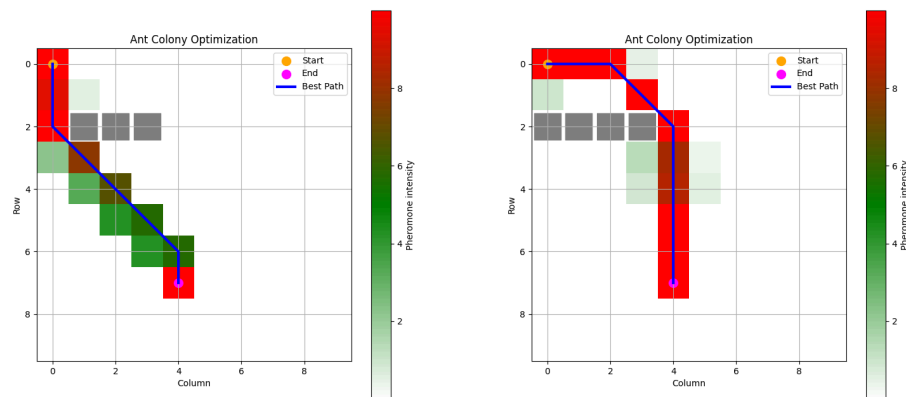 Ant Colony Optimization
Start
End
Best Path
0
2
4
6
8
Row
0
2
4
6
8
Column
8
6
4
2
Pheromone intensity
Ant Colony Optimization
Start
End
Best Path
0
2
4
6
8
Row
0
2
4
6
8
Column
8
6
4
2
Pheromone intensity